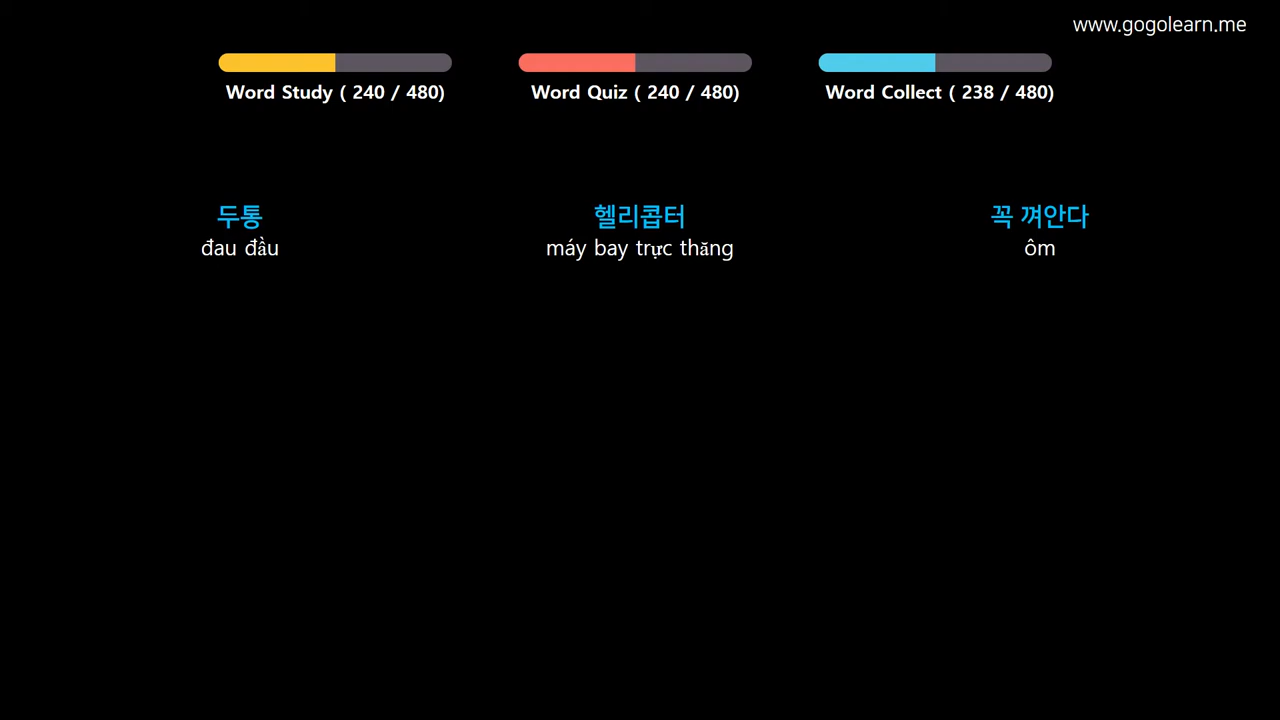 www.gogolearn.me
Word Study ( 240 / 480)
Word Quiz ( 240 / 480)
Word Collect ( 238 / 480)
두통
đau đầu
헬리콥터
máy bay trực thăng
꼭 껴안다
ôm